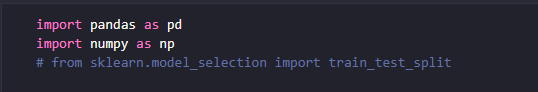 import pandas as pd
import numpy as np
# from sklearn.model_selection import train_test_split